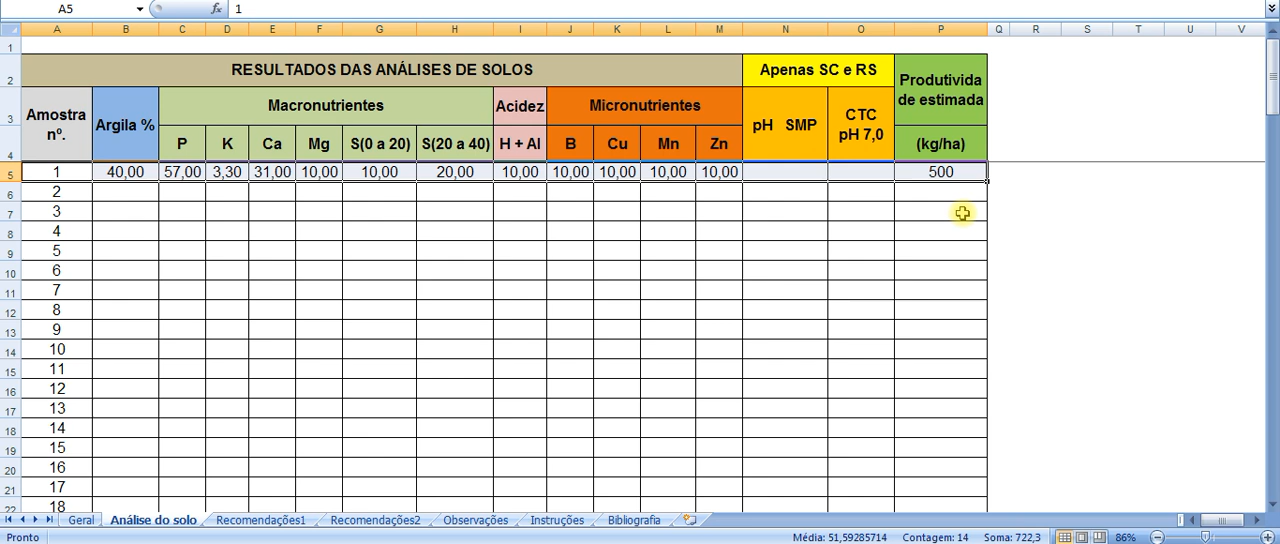 A5 fx 1
A B C D E F G H I J K L M N O P Q R S T U V
1
2 RESULTADOS DAS ANÁLISES DE SOLOS Apenas SC e RS Produtivida de estimada
3 Amostra nº. Argila % Macronutrientes Acidez Micronutrientes pH SMP CTC pH 7,0
4 P K Ca Mg S(0 a 20) S(20 a 40) H + Al B Cu Mn Zn (kg/ha)
5 1 40,00 57,00 3,30 31,00 10,00 10,00 20,00 10,00 10,00 10,00 10,00 10,00 500
6 2
7 3
8 4
9 5
10 6
11 7
12 8
13 9
14 10
15 11
16 12
17 13
18 14
19 15
20 16
21 17
22 18
Geral Análise do solo Recomendações1 Recomendações2 Observações Instruções Bibliografia
Pronto Média: 51,59285714 Contagem: 14 Soma: 722,3 86%